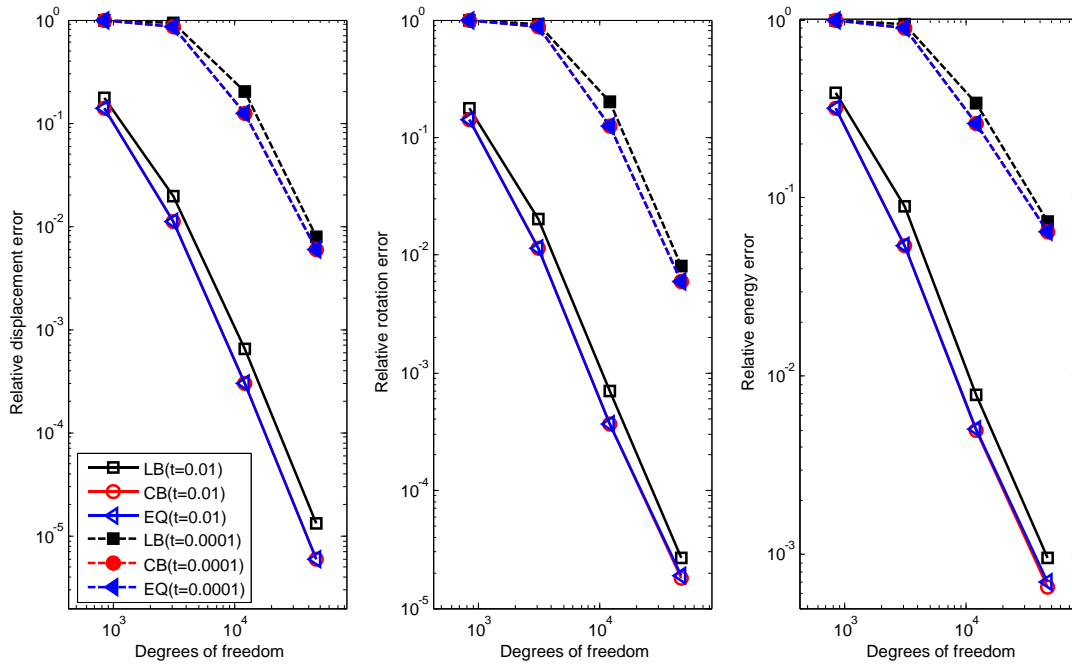 Relative displacement error
10^0
10^-1
10^-2
10^-3
10^-4
10^-5
LB(t=0.01)
CB(t=0.01)
EQ(t=0.01)
LB(t=0.0001)
CB(t=0.0001)
EQ(t=0.0001)
10^3
10^4
Degrees of freedom
Relative rotation error
10^0
10^-1
10^-2
10^-3
10^-4
10^-5
10^3
10^4
Degrees of freedom
Relative energy error
10^0
10^-1
10^-2
10^-3
10^3
10^4
Degrees of freedom